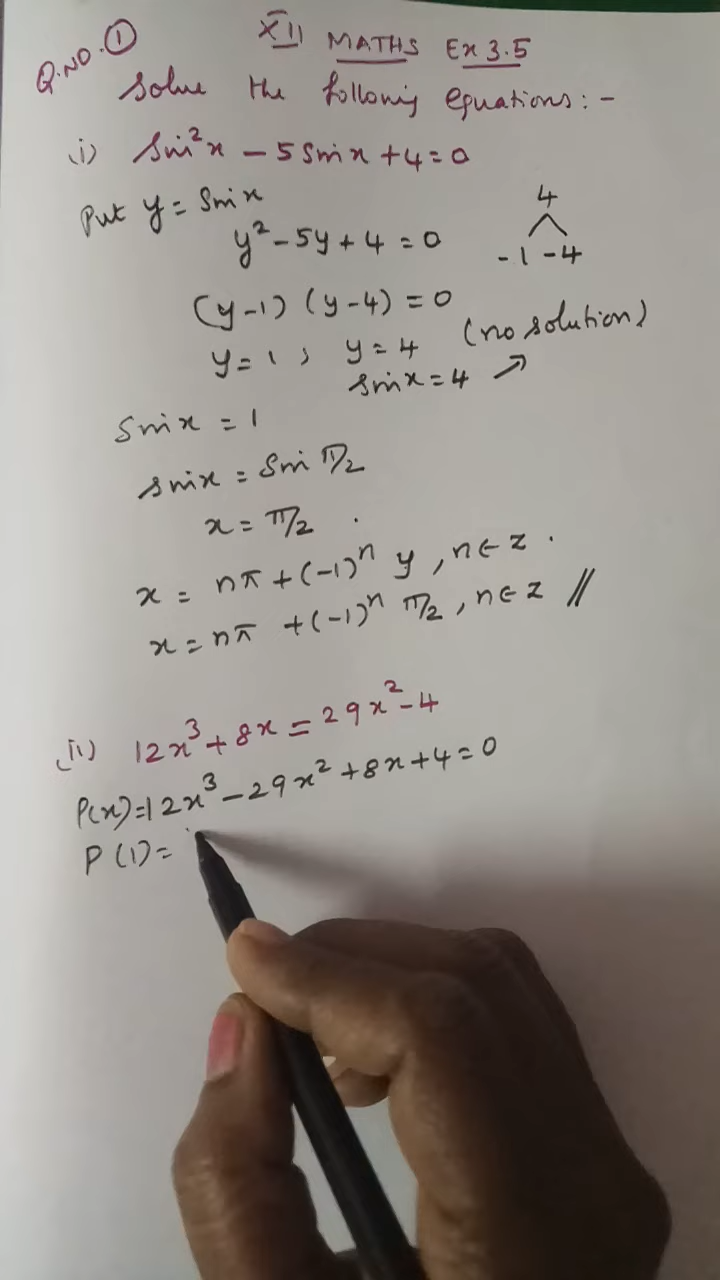 XII MATHS Ex 3.5
Q.NO. ①
Solve the following equations: -
(i) sin²x - 5 sin x + 4 = 0
Put y = Sin x
y² - 5y + 4 = 0
4
-1 -4
(y-1) (y-4) = 0
y = 1 ; y = 4 (no solution)
sin x = 4
Sin x = 1
sin x = Sin π/2
x = π/2 .
x = nπ + (-1)ⁿ y , n ∈ z .
x = nπ + (-1)ⁿ π/2 , n ∈ z //
(ii) 12x³ + 8x = 29x² - 4
P(x) = 12x³ - 29x² + 8x + 4 = 0
P(1) =